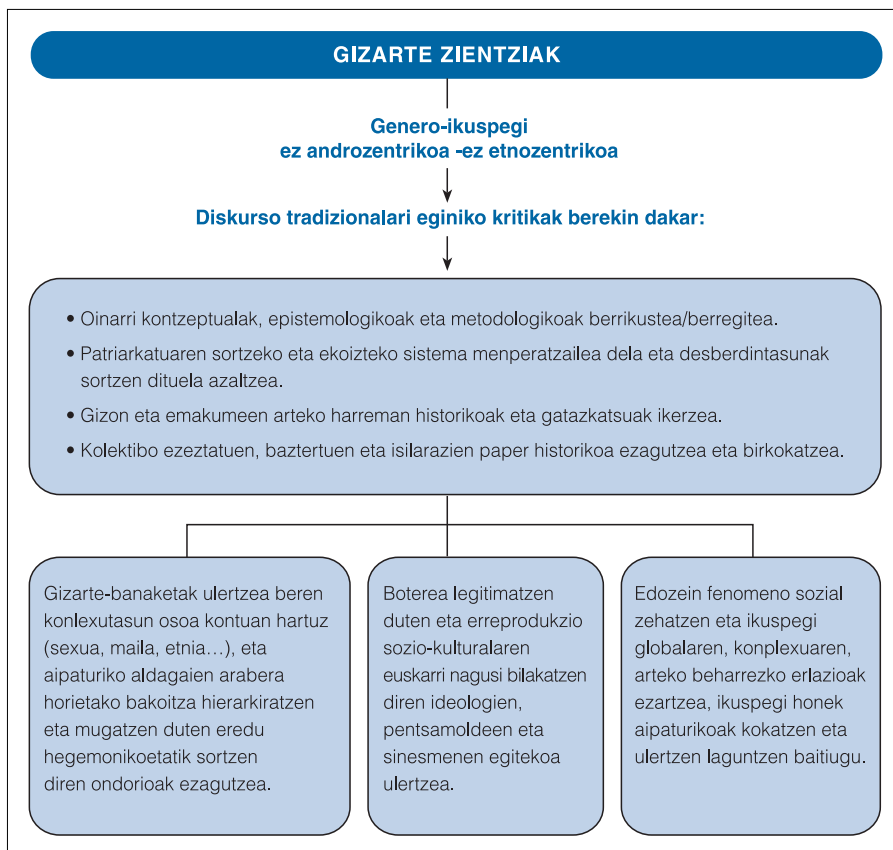 GIZARTE ZIENTZIAK
Genero-ikuspegi
ez androzentrikoa -ez etnozentrikoa
Diskurso tradizionalari eginiko kritikak berekin dakar:
• Oinarri kontzeptualak, epistemologikoak eta metodologikoak berrikustea/berregitea.
• Patriarkatuaren sortzeko eta ekoizteko sistema menperatzailea dela eta desberdintasunak
sortzen dituela azaltzea.
• Gizon eta emakumeen arteko harreman historikoak eta gatazkatsuak ikerzea.
• Kolektibo ezeztatuen, baztertuen eta isilarazien paper historikoa ezagutzea eta birkokatzea.
Gizarte-banaketak ulertzea beren
konlexutasun osoa kontuan hartuz
(sexua, maila, etnia…), eta
aipaturiko aldagaien arabera
horietako bakoitza hierarkiratzen
eta mugatzen duten eredu
hegemonikoetatik sortzen
diren ondorioak ezagutzea.
Boterea legitimatzen
duten eta erreprodukzio
sozio-kulturalaren
euskarri nagusi bilakatzen
diren ideologien,
pentsamoldeen eta
sinesmenen egitekoa
ulertzea.
Edozein fenomeno sozial
zehatzen eta ikuspegi
globalaren, konplexuaren,
arteko beharrezko erlazioak
ezartzea, ikuspegi honek
aipaturikoak kokatzen eta
ulertzen laguntzen baitiugu.